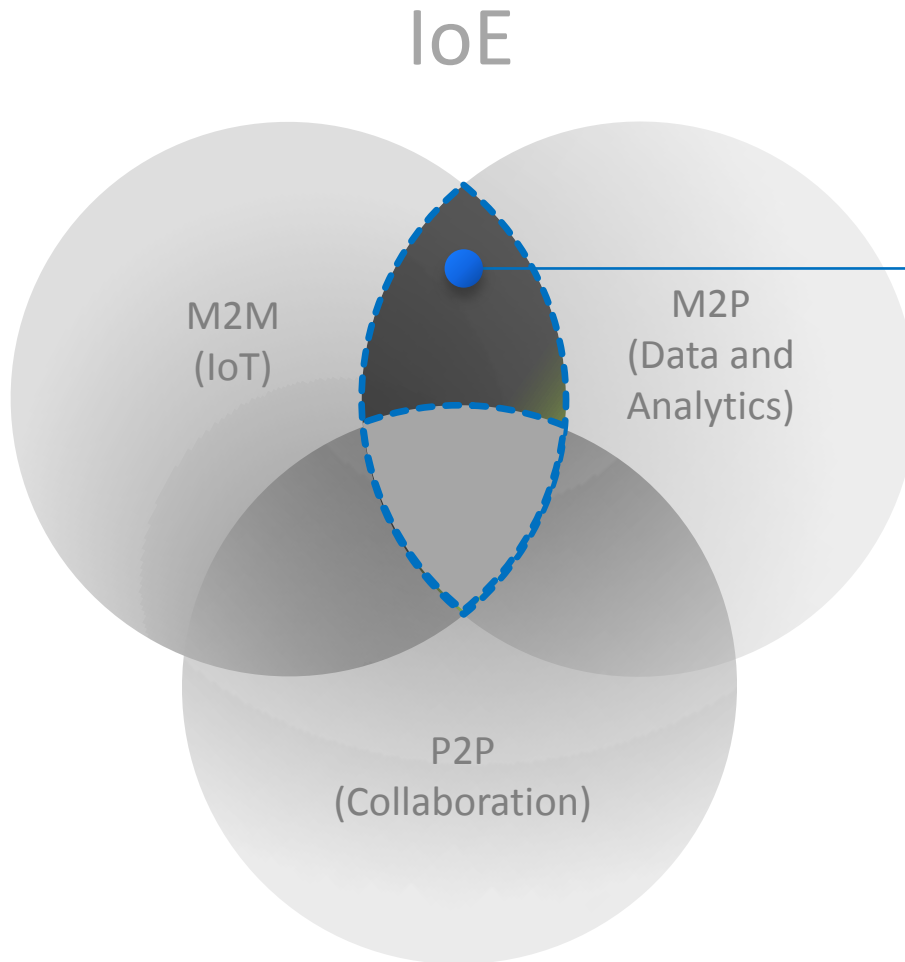 IoE
M2M
(IoT)
M2P
(Data and
Analytics)
P2P
(Collaboration)